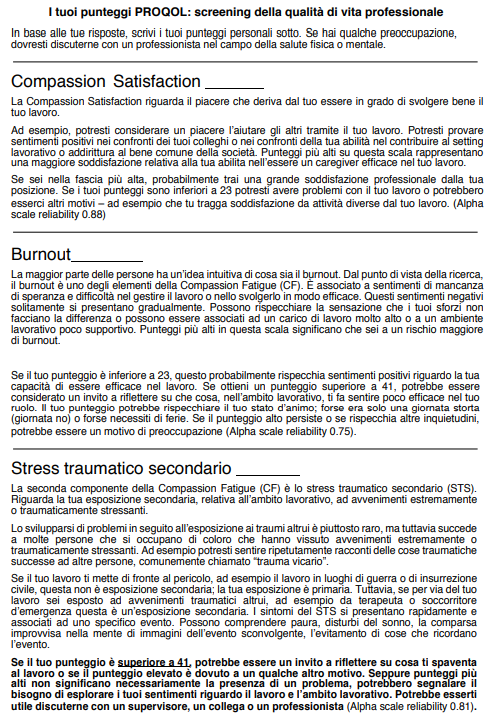 I tuoi punteggi PROQOL: screening della qualità di vita professionale
In base alle tue risposte, scrivi i tuoi punteggi personali sotto. Se hai qualche preoccupazione,
dovresti discuterne con un professionista nel campo della salute fisica o mentale.
Compassion Satisfaction ______
La Compassion Satisfaction riguarda il piacere che deriva dal tuo essere in grado di svolgere bene il
tuo lavoro.
Ad esempio, potresti considerare un piacere l'aiutare gli altri tramite il tuo lavoro. Potresti provare
sentimenti positivi nei confronti dei tuoi colleghi o nei confronti della tua abilità nel contribuire al setting
lavorativo o addirittura al bene comune della società. Punteggi più alti su questa scala rappresentano
una maggiore soddisfazione relativa alla tua abilità nell'essere un caregiver efficace nel tuo lavoro.
Se sei nella fascia più alta, probabilmente trai una grande soddisfazione professionale dalla tua
posizione. Se i tuoi punteggi sono inferiori a 23 potresti avere problemi con il tuo lavoro o potrebbero
esserci altri motivi – ad esempio che tu tragga soddisfazione da attività diverse dal tuo lavoro. (Alpha
scale reliability 0.88)
Burnout________
La maggior parte delle persone ha un'idea intuitiva di cosa sia il burnout. Dal punto di vista della ricerca,
il burnout è uno degli elementi della Compassion Fatigue (CF). È associato a sentimenti di mancanza
di speranza e difficoltà nel gestire il lavoro o nello svolgerlo in modo efficace. Questi sentimenti negativi
solitamente si presentano gradualmente. Possono rispecchiare la sensazione che i tuoi sforzi non
facciano la differenza o possono essere associati ad un carico di lavoro molto alto o a un ambiente
lavorativo poco supportivo. Punteggi più alti in questa scala significano che sei a un rischio maggiore
di burnout.
Se il tuo punteggio è inferiore a 23, questo probabilmente rispecchia sentimenti positivi riguardo la tua
capacità di essere efficace nel lavoro. Se ottieni un punteggio superiore a 41, potrebbe essere
considerato un invito a riflettere su che cosa, nell'ambito lavorativo, ti fa sentire poco efficace nel tuo
ruolo. Il tuo punteggio potrebbe rispecchiare il tuo stato d'animo; forse era solo una giornata storta
(giornata no) o forse necessiti di ferie. Se il punteggio alto persiste o se rispecchia altre inquietudini,
potrebbe essere un motivo di preoccupazione (Alpha scale reliability 0.75).
Stress traumatico secondario _______
La seconda componente della Compassion Fatigue (CF) è lo stress traumatico secondario (STS).
Riguarda la tua esposizione secondaria, relativa all'ambito lavorativo, ad avvenimenti estremamente
o traumaticamente stressanti.
Lo svilupparsi di problemi in seguito all'esposizione ai traumi altrui è piuttosto raro, ma tuttavia succede
a molte persone che si occupano di coloro che hanno vissuto avvenimenti estremamente o
traumaticamente stressanti. Ad esempio potresti sentire ripetutamente racconti delle cose traumatiche
successe ad altre persone, comunemente chiamato “trauma vicario”.
Se il tuo lavoro ti mette di fronte al pericolo, ad esempio il lavoro in luoghi di guerra o di insurrezione
civile, questa non è esposizione secondaria; la tua esposizione è primaria. Tuttavia, se per via del tuo
lavoro sei esposto ad avvenimenti traumatici altrui, ad esempio da terapeuta o soccorritore
d'emergenza questa è un'esposizione secondaria. I sintomi del STS si presentano rapidamente e
associati ad uno specifico evento. Possono comprendere paura, disturbi del sonno, la comparsa
improvvisa nella mente di immagini dell'evento sconvolgente, l'evitamento di cose che ricordano
l'evento.
Se il tuo punteggio è superiore a 41, potrebbe essere un invito a riflettere su cosa ti spaventa
al lavoro o se il punteggio elevato è dovuto a un qualche altro motivo. Seppure punteggi più
alti non significano necessariamente la presenza di un problema, potrebbero segnalare il
bisogno di esplorare i tuoi sentimenti riguardo il lavoro e l'ambito lavorativo. Potrebbe esserti
utile discuterne con un supervisore, un collega o un professionista (Alpha scale reliability 0.81).